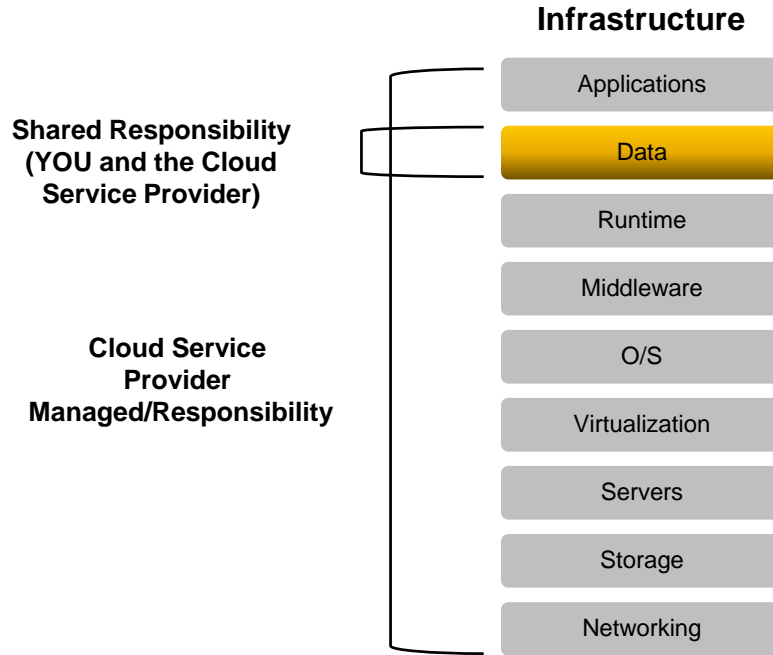 Infrastructure
Applications
Shared Responsibility
(YOU and the Cloud
Service Provider)
Data
Runtime
Middleware
Cloud Service
Provider
Managed/Responsibility
O/S
Virtualization
Servers
Storage
Networking